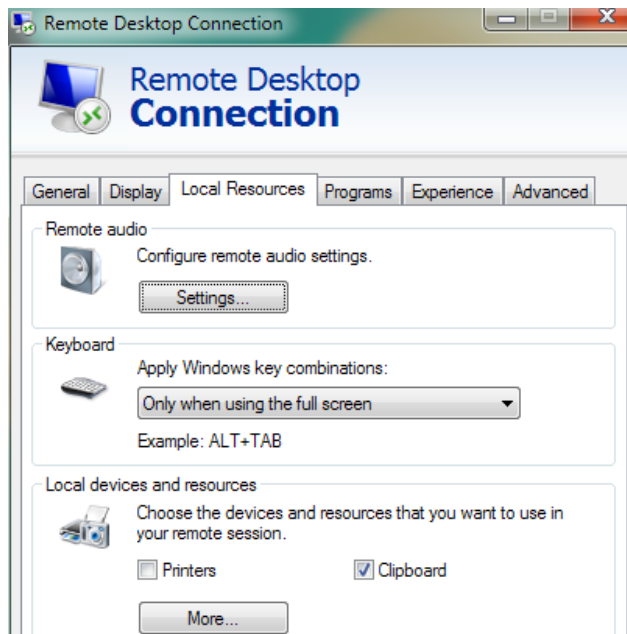 Remote Desktop Connection
Remote Desktop
Connection
General Display Local Resources Programs Experience Advanced
Remote audio
Configure remote audio settings.
Settings...
Keyboard
Apply Windows key combinations:
Only when using the full screen
Example: ALT+TAB
Local devices and resources
Choose the devices and resources that you want to use in
your remote session.
Printers Clipboard
More...